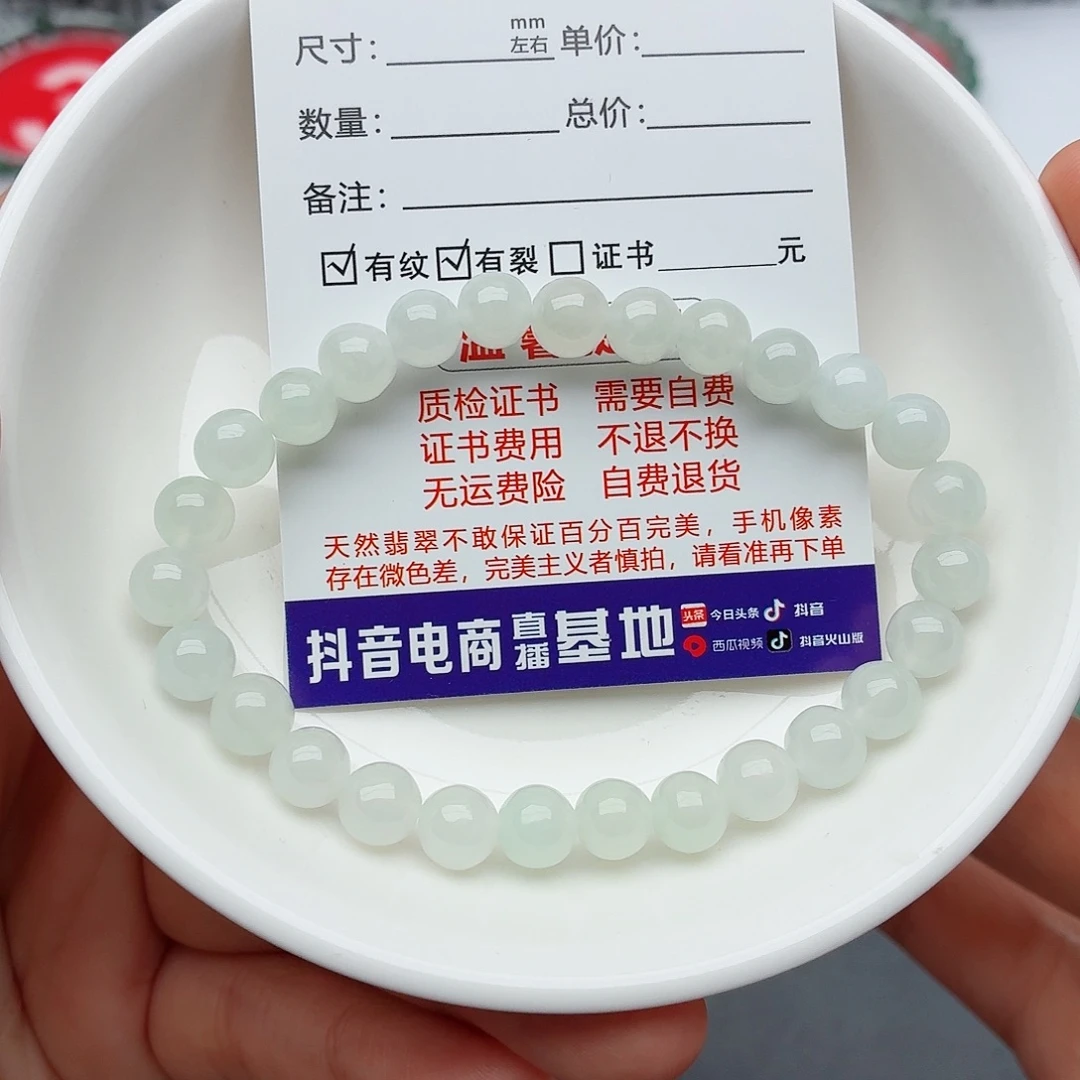 尺寸：mm左右 单价：
数量： 总价：
备注：
☑有纹☑有裂□证书 元
质检证书 需要自费
证书费用 不退不换
无运费险 自费退货
天然翡翠不敢保证百分百完美，手机像素
存在微色差，完美主义者慎拍，请看准再下单
抖音电商直播基地 头条 今日头条 抖音
西瓜视频 抖音火山版